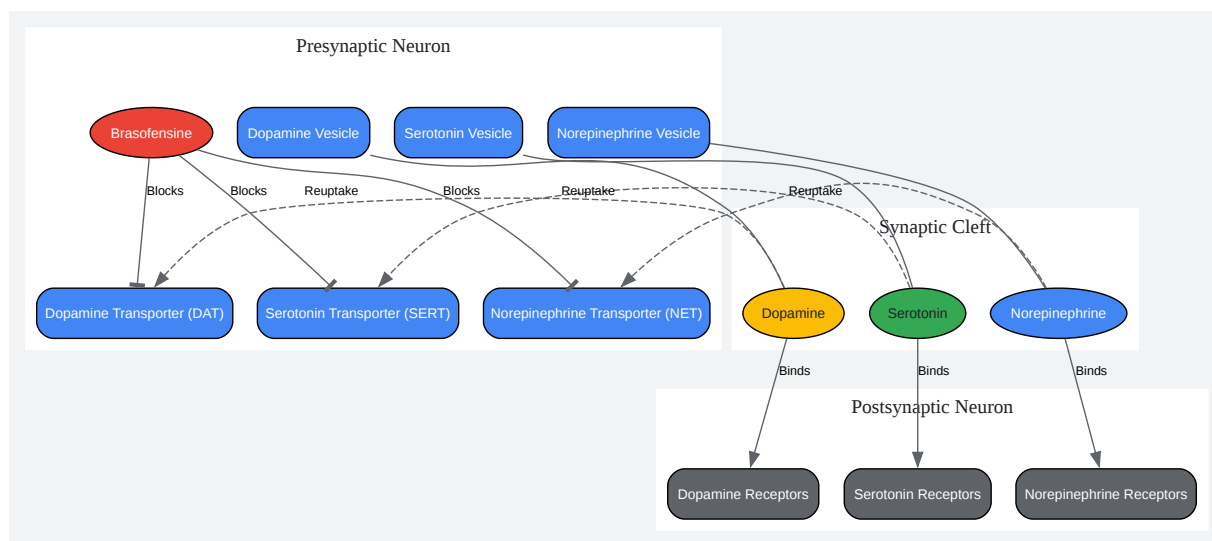 Presynaptic Neuron
Brasofensine
Dopamine Vesicle
Serotonin Vesicle
Norepinephrine Vesicle
Blocks
Blocks
Reuptake
Blocks
Reuptake
Reuptake
Synaptic Cleft
Dopamine Transporter (DAT)
Serotonin Transporter (SERT)
Norepinephrine Transporter (NET)
Dopamine
Serotonin
Norepinephrine
Binds
Binds
Binds
Postsynaptic Neuron
Dopamine Receptors
Serotonin Receptors
Norepinephrine Receptors